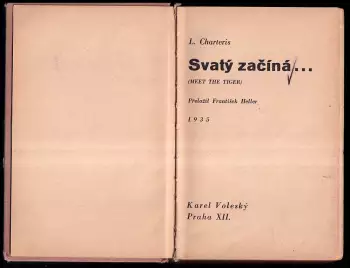 L. Charteris
Svatý začíná...
(MEET THE TIGER)
Přeložil František Heller
1935
Karel Voleský
Praha XII.